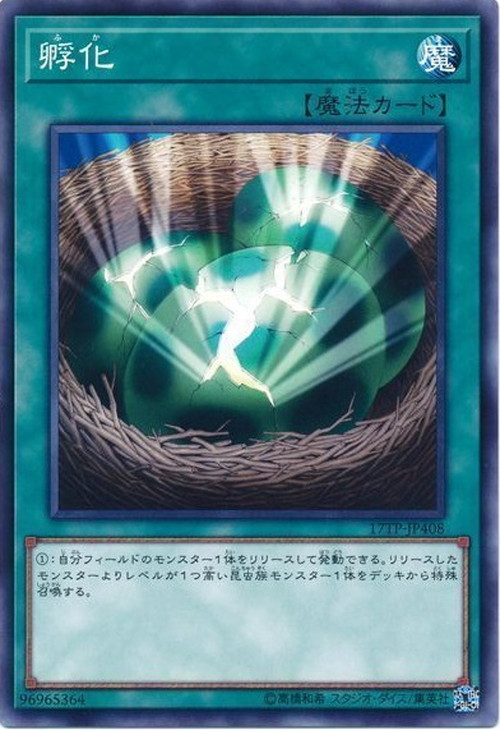 孵化
魔
【魔法カード】
17TP-JP408
①:自分フィールドのモンスター1体をリリースして発動できる。リリースした
モンスターよりレベルが1つ高い昆虫族モンスター1体をデッキから特殊
召喚する。
96965364
©高橋和希 スタジオ・ダイス/集英社